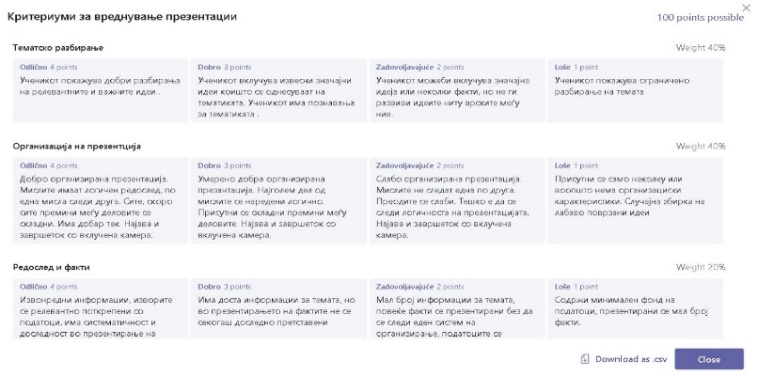 Критериуми за вреднување презентации
100 points possible
Тематско разбирање
Weight 40%
Odlično 4 points
Ученикот покажува добри разбирања
на релевантните и важните идеи .
Dobro 3 points
Ученикот вклучува извесни значајни
идеи коишто се однесуваат на
тематиката. Ученикот има познавања
за тематиката .
Zadovoljavajuće 2 points
Ученикот можеби вклучува значајна
идеја или неколки факти, но не ги
развиви идеите ниту врските меѓу
нив.
Loše 1 point
Ученикот покажува ограничено
разбирање на темата
Организација на презентција
Weight 40%
Odlično 4 points
Добро организирана презентација.
Мислите имаат логичен редослед, по
една мисла следи друга. Сите, скоро
сите премини меѓу деловите се
складни. Има добар тек. Најава и
завршеток со вклучена камера.
Dobro 3 points
Умерено добра организирана
презантација. Најголем дел од
мислите се наредени логично.
Присутни се складни премини меѓу
деловите. Најава и завршеток со
вклучена камера.
Zadovoljavajuće 2 points
Слабо организирана презентација.
Мислите не следат една по друга.
Преодите се слаби. Тешко е да се
следи логичноста на презентацијата.
Најава и завршеток со вклучена
камера.
Loše 1 point
Присутни се само неколку или
воопшто нема организациски
карактеристики. Случајна збирка на
лабаво поврзани идеи
Редослед и факти
Weight 20%
Odlično 4 points
Извонредни информации, изворите
се релевантно поткрепени со
податоци, има систематичност и
доследност во презентирање на
Dobro 3 points
Има доста информации за темата, но
во презентирањето на фактите не се
секогаш доследно претставени
Zadovoljavajuće 2 points
Мал број информации за темата,
повеќе факти се презентирани без да
се следи еден систем на
организирање, податоците се
Loše 1 point
Содржи минимален фонд на
податоци, презентирани се мал број
факти.
Download as .csv
Close